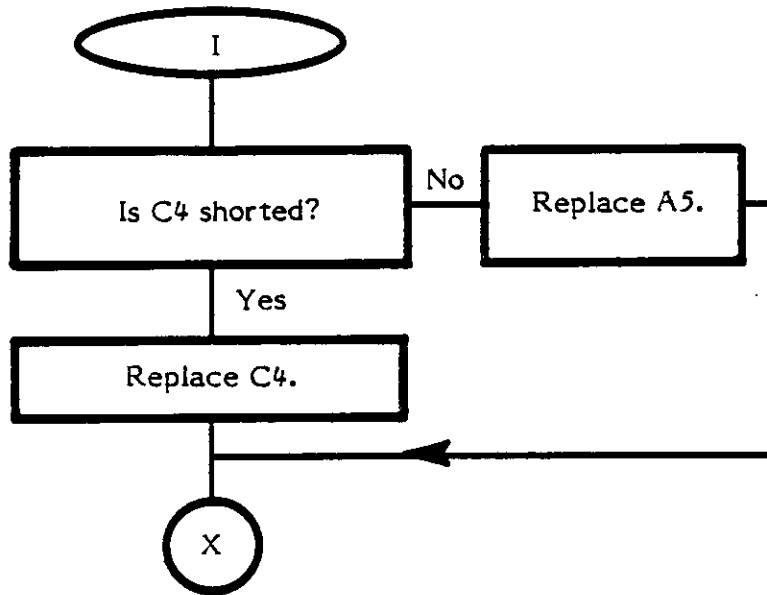 I
Is C4 shorted?
No
Replace A5.
Yes
Replace C4.
X